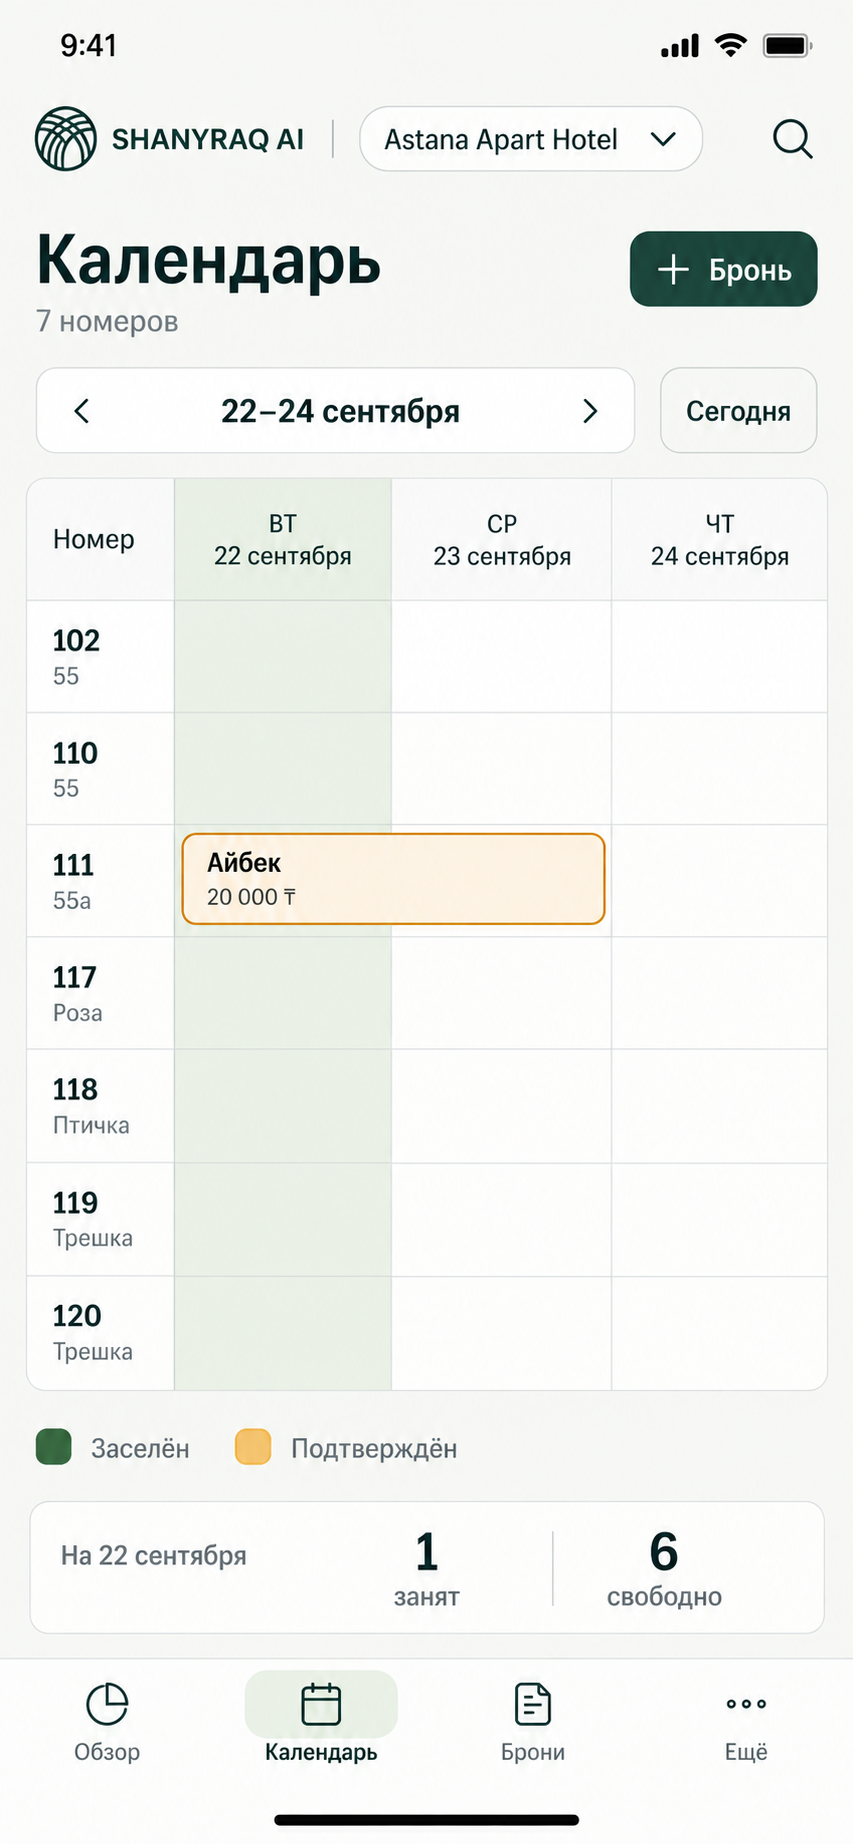 9:41
SHANYRAQ AI
Astana Apart Hotel
Календарь
+ Бронь
7 номеров
22–24 сентября
Сегодня
Номер
ВТ
22 сентября
СР
23 сентября
ЧТ
24 сентября
102
55
110
55
111
55а
Айбек
20 000 ₸
117
Роза
118
Птичка
119
Трешка
120
Трешка
Заселён
Подтверждён
На 22 сентября
1
занят
6
свободно
Обзор
Календарь
Брони
Ещё